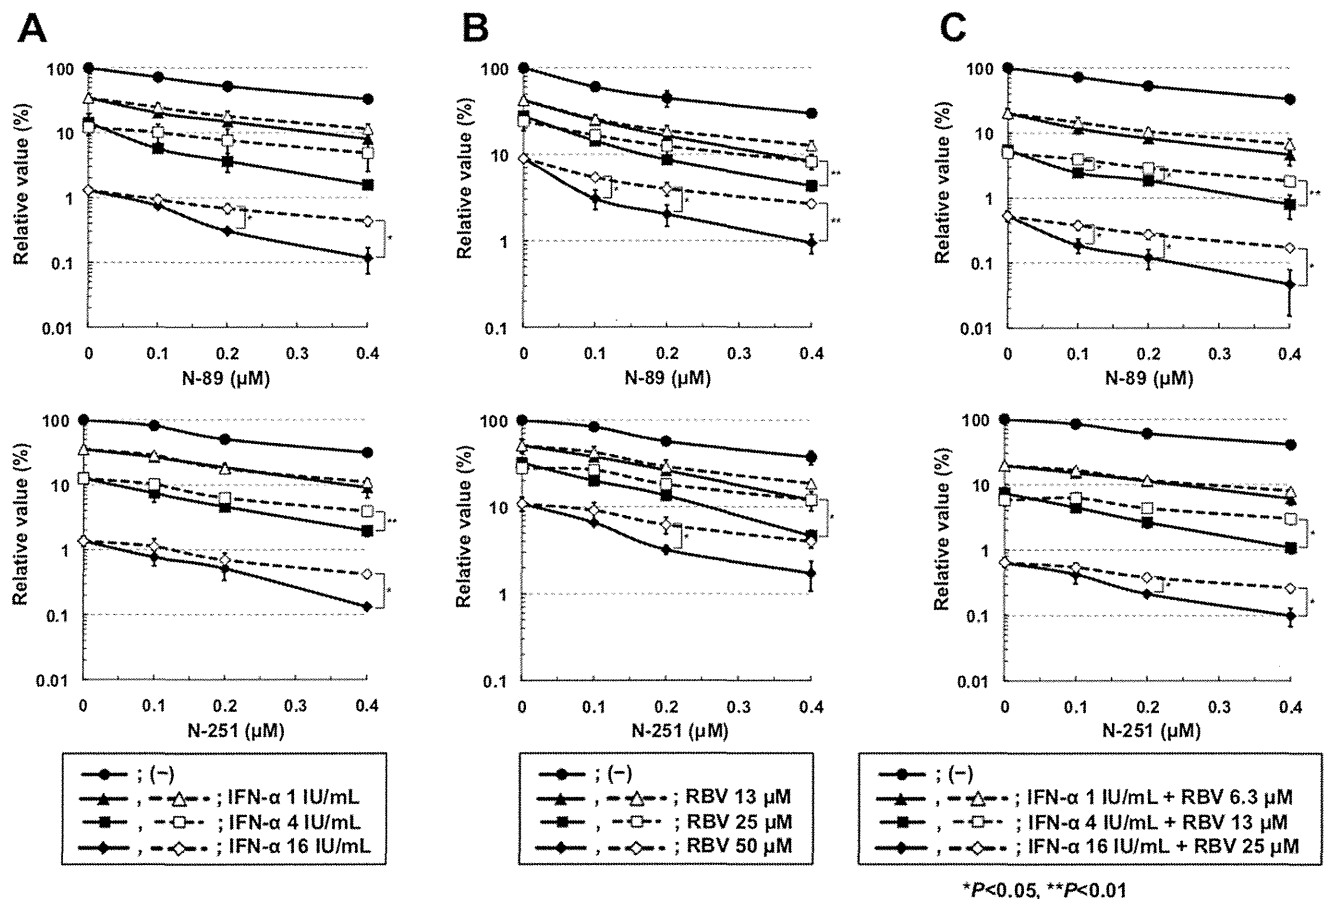 A
B
C
Relative value (%)
100
10
1
0.1
0.01
0 0.1 0.2 0.3 0.4
N-89 (µM)
* *
Relative value (%)
100
10
1
0.1
0 0.1 0.2 0.3 0.4
N-89 (µM)
* * ** **
Relative value (%)
100
10
1
0.1
0.01
0 0.1 0.2 0.3 0.4
N-89 (µM)
* * ** * * *
Relative value (%)
100
10
1
0.1
0.01
0 0.1 0.2 0.3 0.4
N-251 (µM)
** *
Relative value (%)
100
10
1
0.1
0 0.1 0.2 0.3 0.4
N-251 (µM)
* *
Relative value (%)
100
10
1
0.1
0.01
0 0.1 0.2 0.3 0.4
N-251 (µM)
* * *
; (−)
, ; IFN-α 1 IU/mL
, ; IFN-α 4 IU/mL
, ; IFN-α 16 IU/mL
; (−)
, ; RBV 13 µM
, ; RBV 25 µM
, ; RBV 50 µM
; (−)
, ; IFN-α 1 IU/mL + RBV 6.3 µM
, ; IFN-α 4 IU/mL + RBV 13 µM
, ; IFN-α 16 IU/mL + RBV 25 µM
*P<0.05, **P<0.01